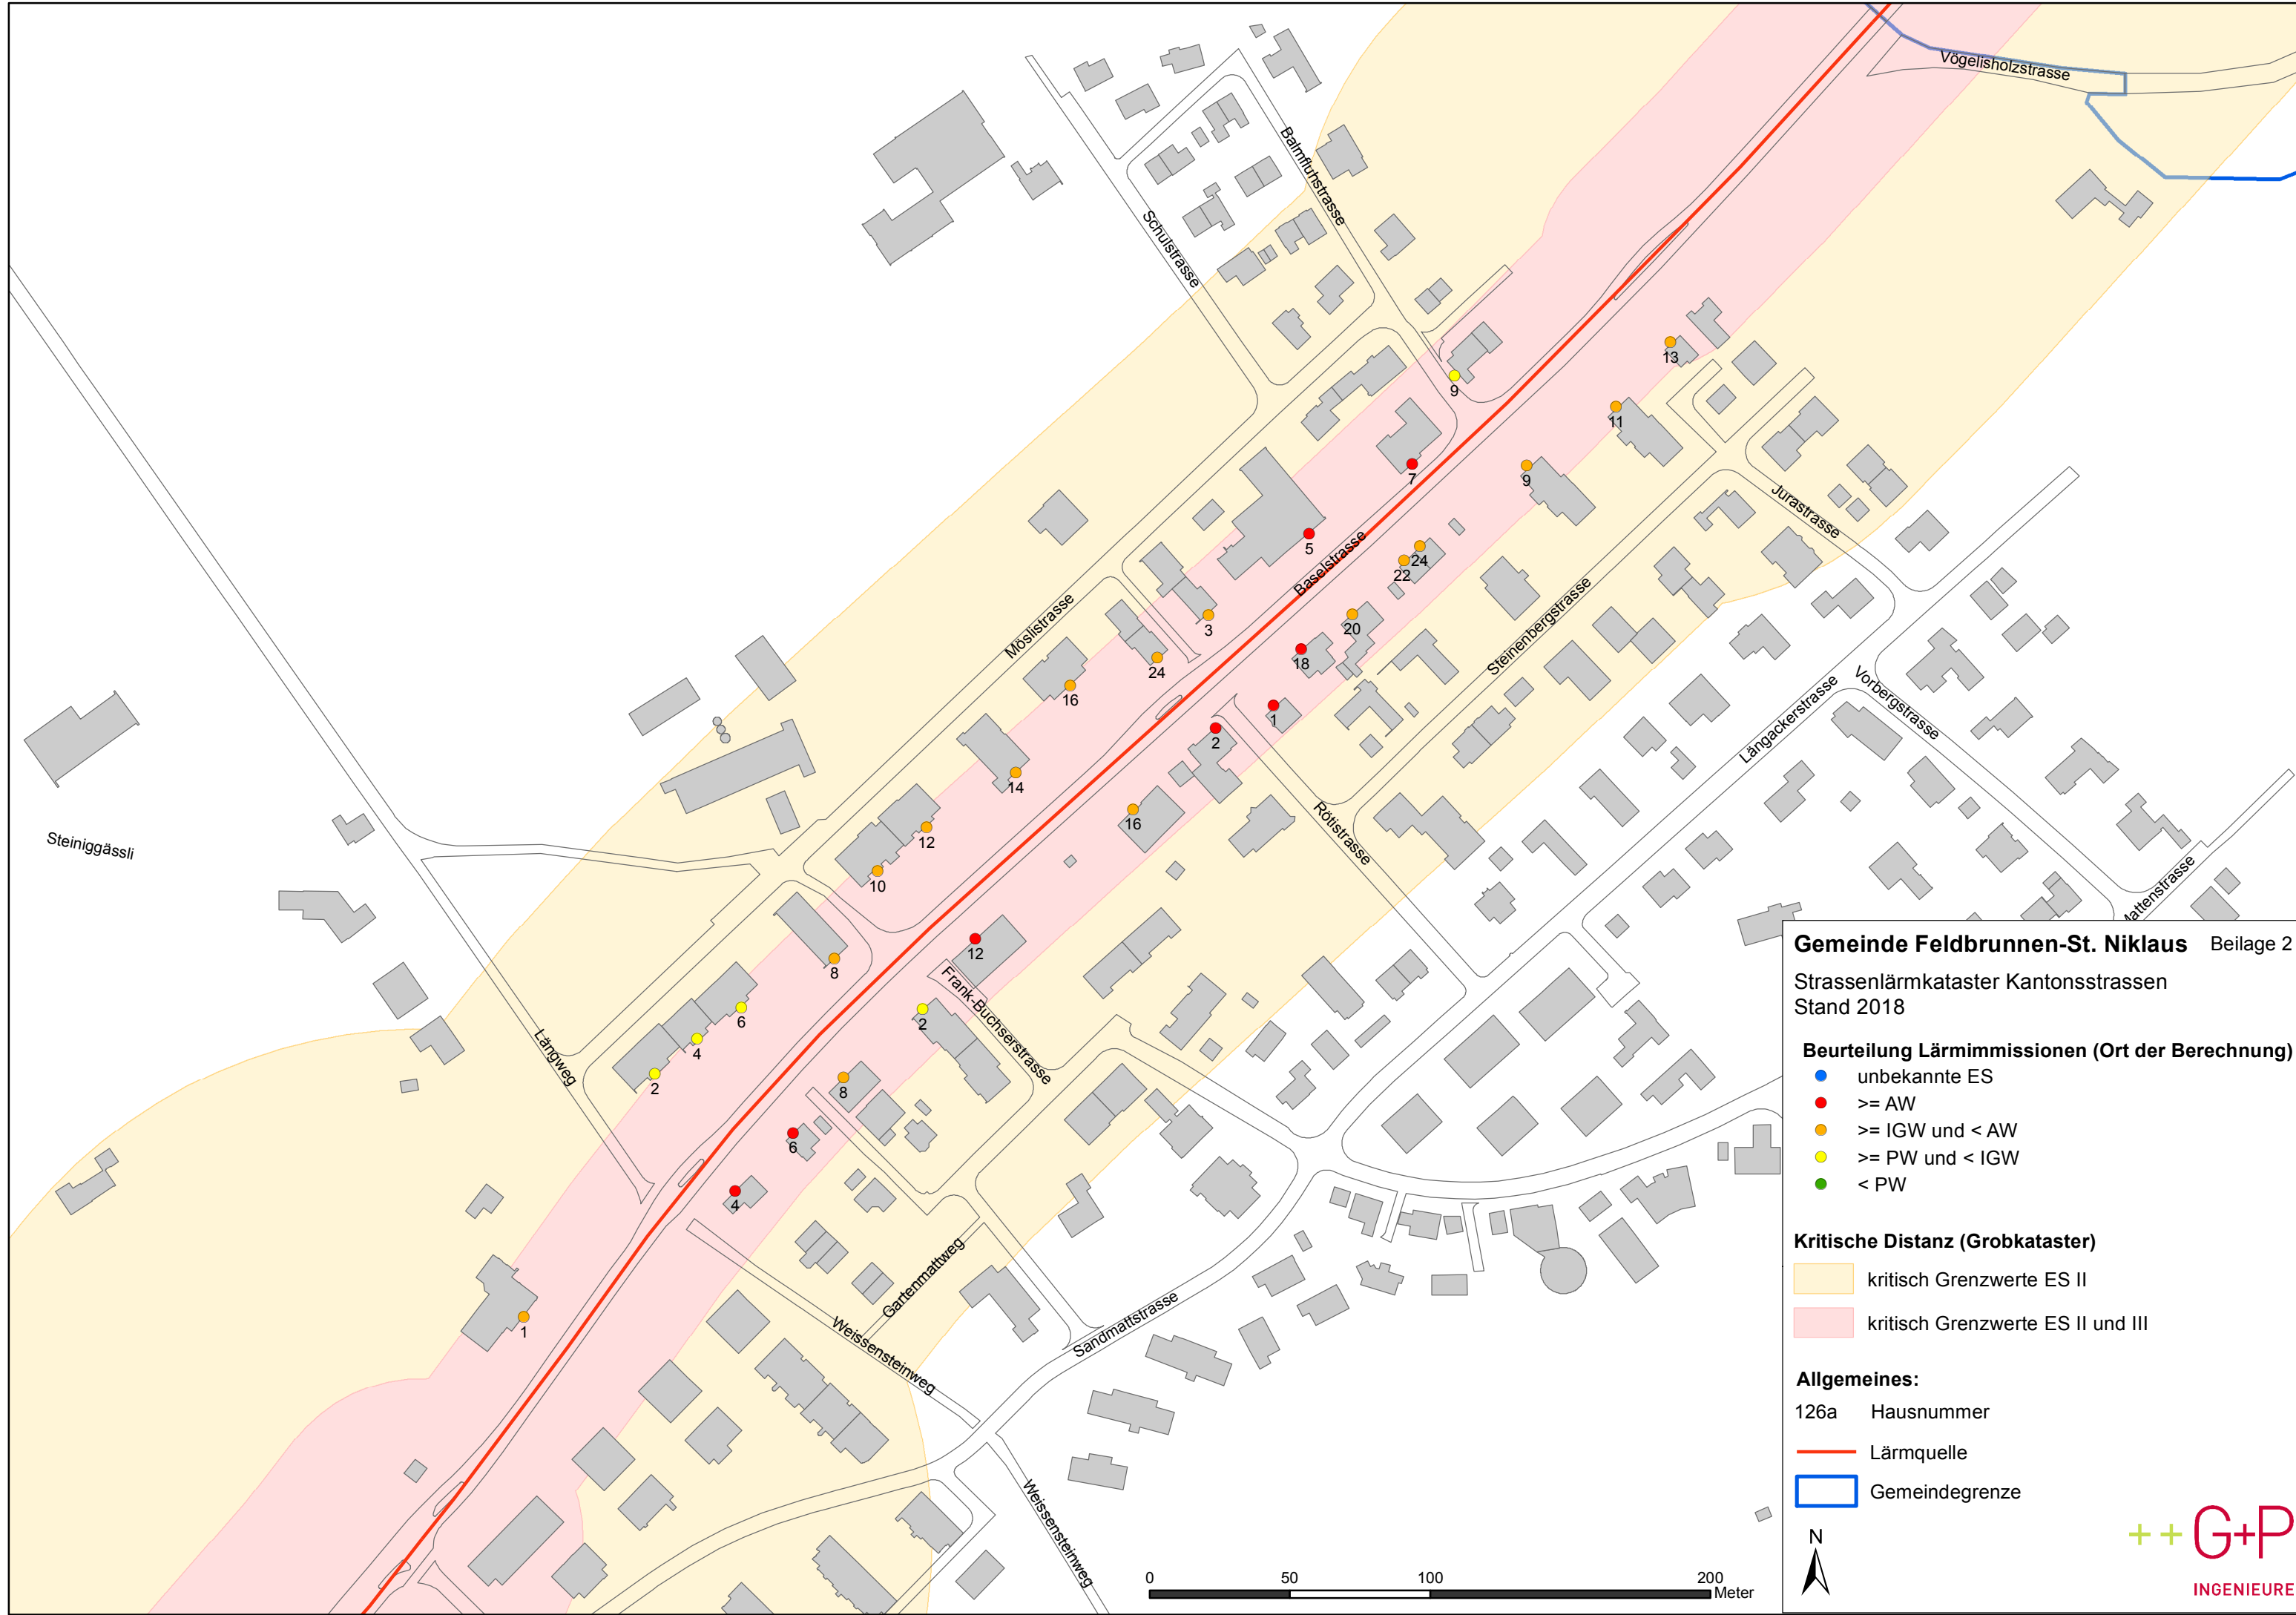 Vögelisholzstrasse
Balmfluhstrasse
Schulstrasse
13
9
11
7
9
Jurastrasse
5
Baselstrasse
24
22
Möslistrasse
3
20
Steinenbergstrasse
18
24
16
1
2
Längackerstrasse
Vorbergstrasse
14
16
Rötistrasse
12
10
Steiniggässli
Mattenstrasse
12
8
Frank-Buchserstrasse
6
2
4
2
Längweg
8
6
4
Gartenmattweg
1
Weissensteinweg
Sandmattstrasse
Weissensteinweg
0 50 100 200
Meter
Gemeinde Feldbrunnen-St. Niklaus Beilage 2
Strassenlärmkataster Kantonsstrassen
Stand 2018
Beurteilung Lärmimmissionen (Ort der Berechnung)
unbekannte ES
>= AW
>= IGW und < AW
>= PW und < IGW
< PW
Kritische Distanz (Grobkataster)
kritisch Grenzwerte ES II
kritisch Grenzwerte ES II und III
Allgemeines:
126a Hausnummer
Lärmquelle
Gemeindegrenze
N
++G+P
INGENIEURE